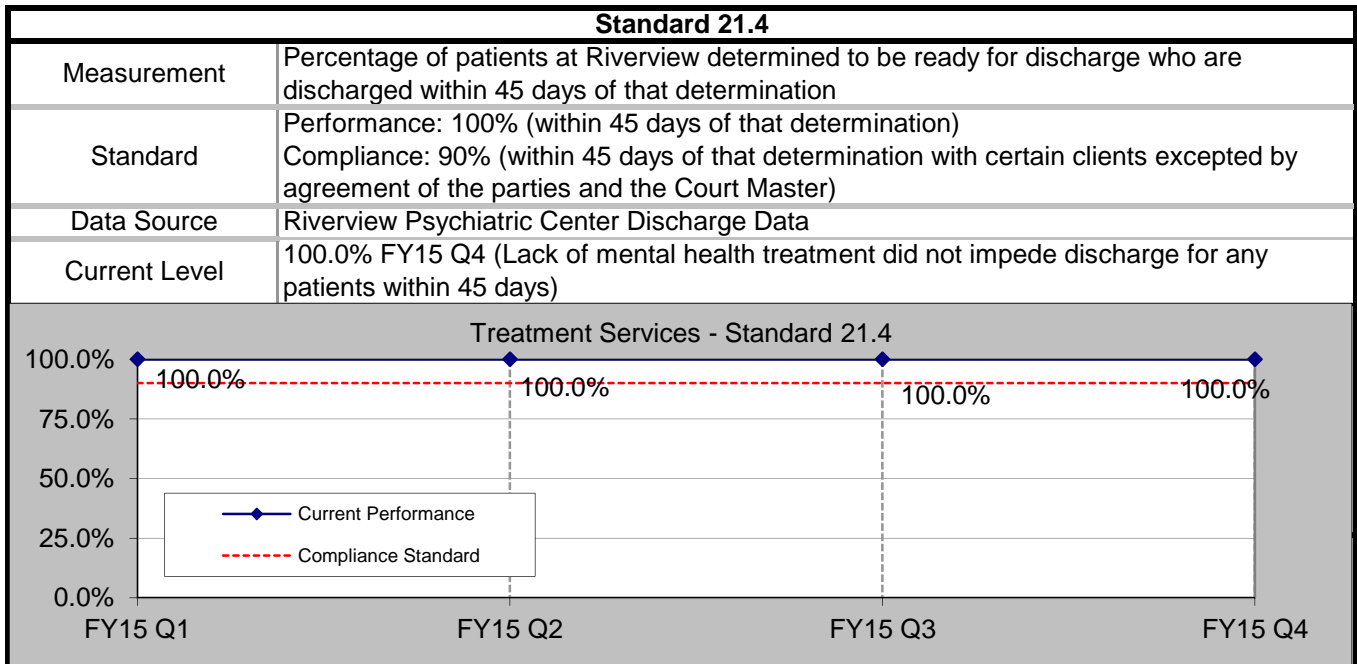 Standard 21.4
Measurement
Percentage of patients at Riverview determined to be ready for discharge who are
discharged within 45 days of that determination
Standard
Performance: 100% (within 45 days of that determination)
Compliance: 90% (within 45 days of that determination with certain clients excepted by
agreement of the parties and the Court Master)
Data Source
Riverview Psychiatric Center Discharge Data
Current Level
100.0% FY15 Q4 (Lack of mental health treatment did not impede discharge for any
patients within 45 days)
Treatment Services - Standard 21.4
100.0%
75.0%
50.0%
25.0%
0.0%
100.0%
100.0%
100.0%
100.0%
Current Performance
Compliance Standard
FY15 Q1
FY15 Q2
FY15 Q3
FY15 Q4